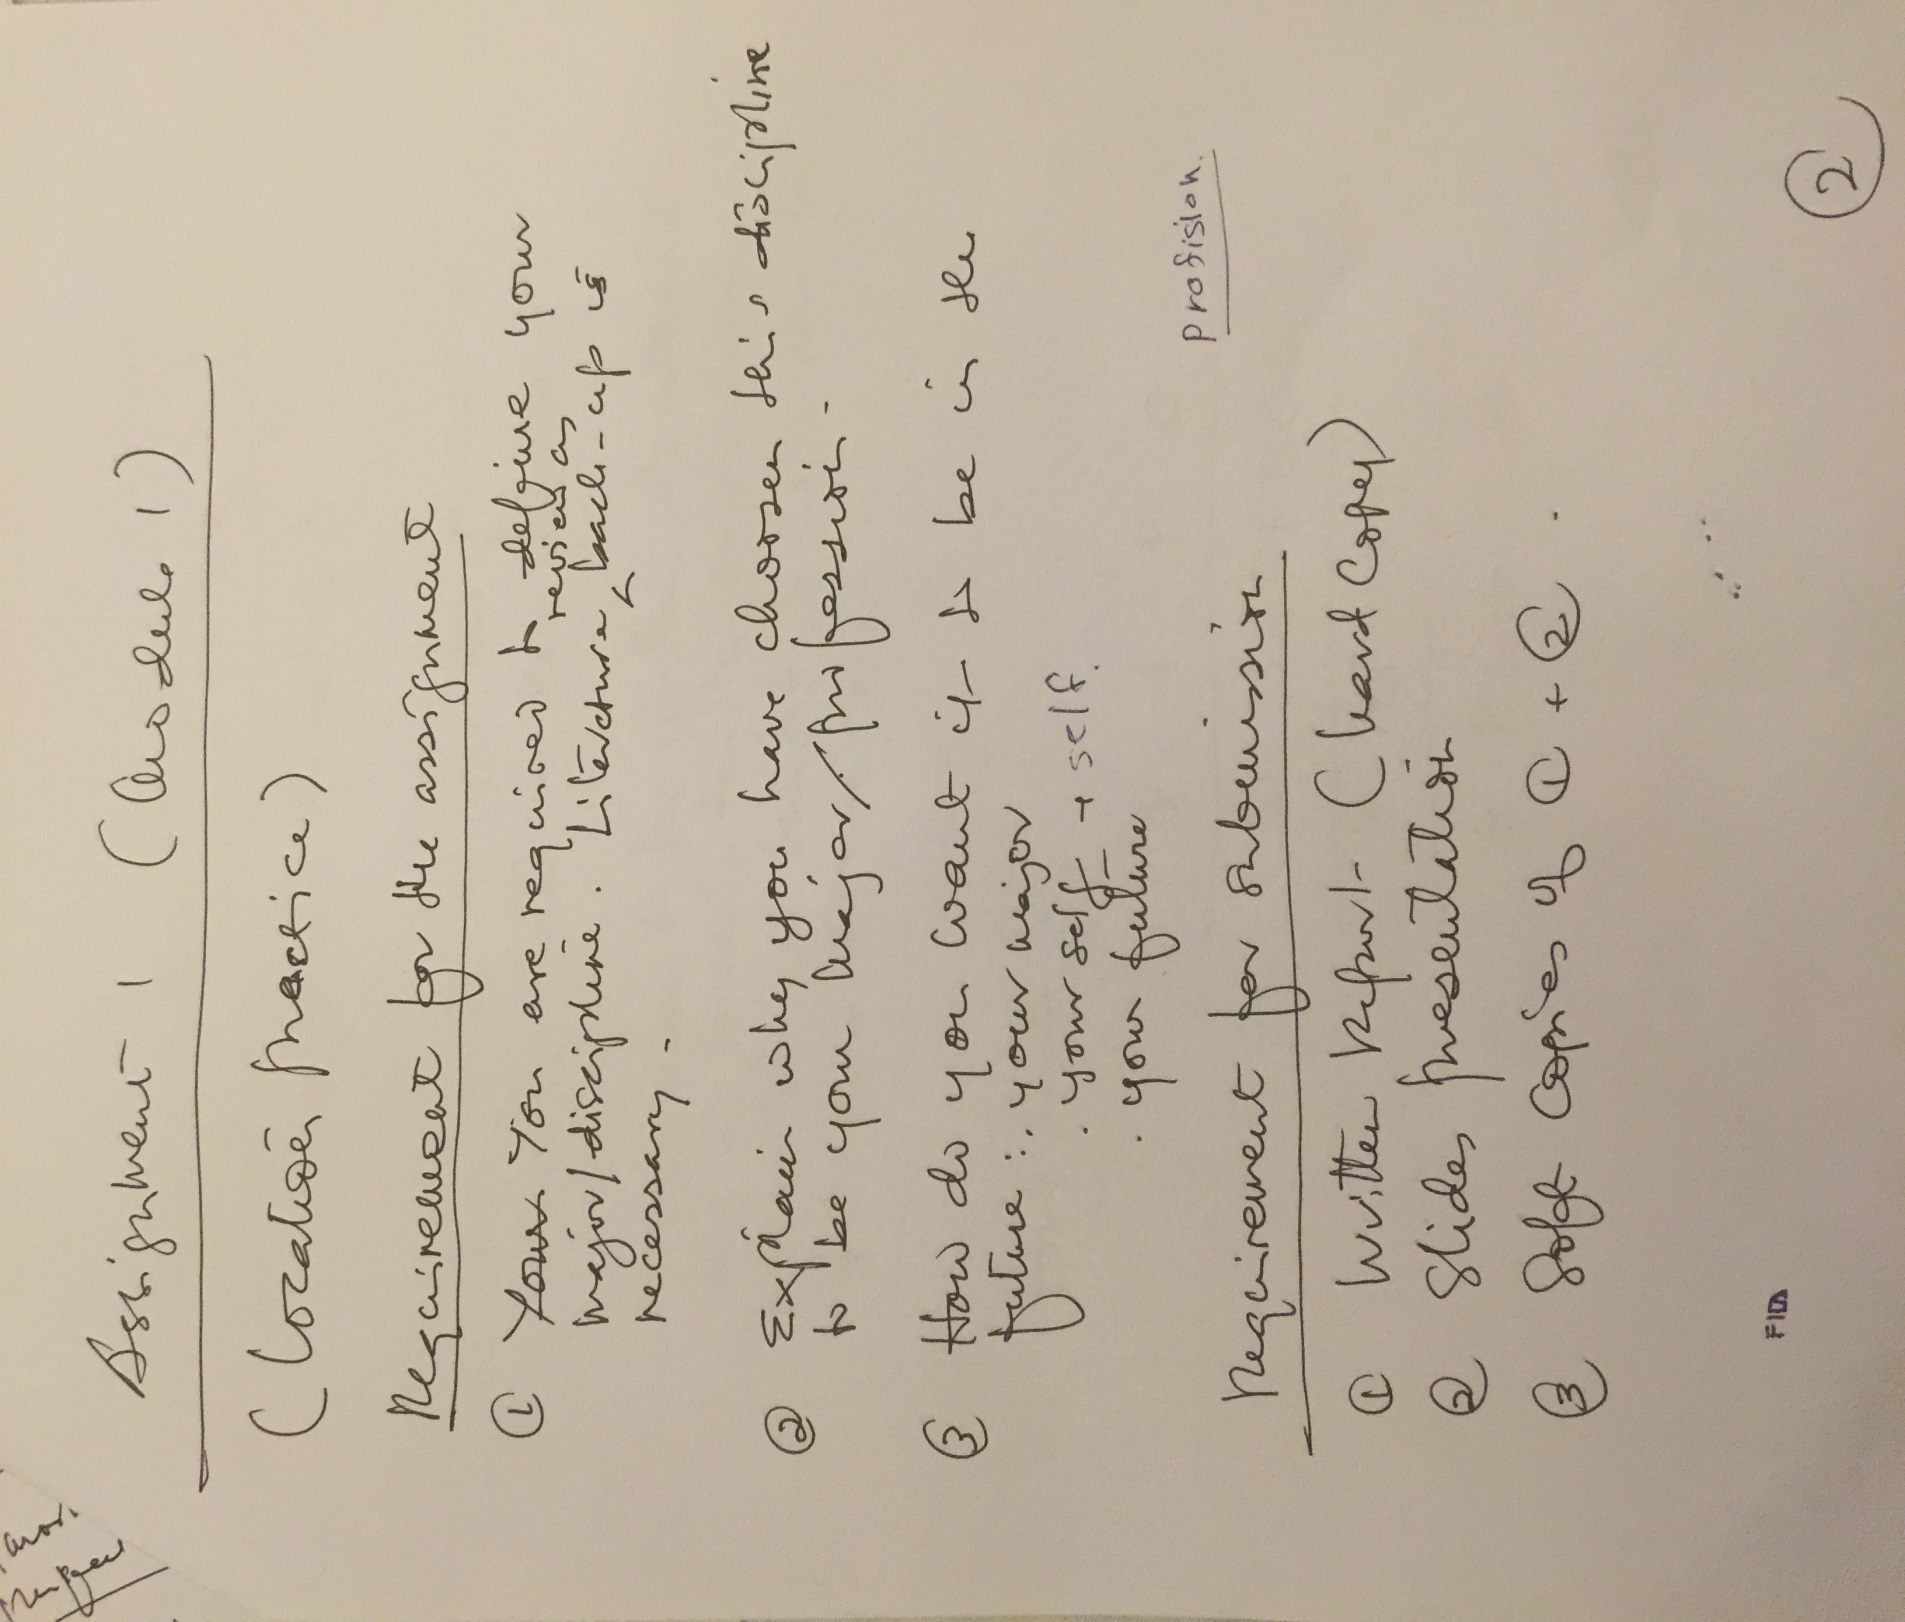 Assignment 1 (Module 1)
(Location practice)
Requirement for the assignment
① You are required to define your
major/discipline. Literature review as back-up is
necessary.
② Explain why you have chosen this discipline
to be your major/profession.
③ How do you want it to be in the
future: . your major
. your self → self.
. your future
profision.
Requirement for submission
① Written Report (hard copy)
② Slides presentation
③ Soft copies of ① + ②.
②